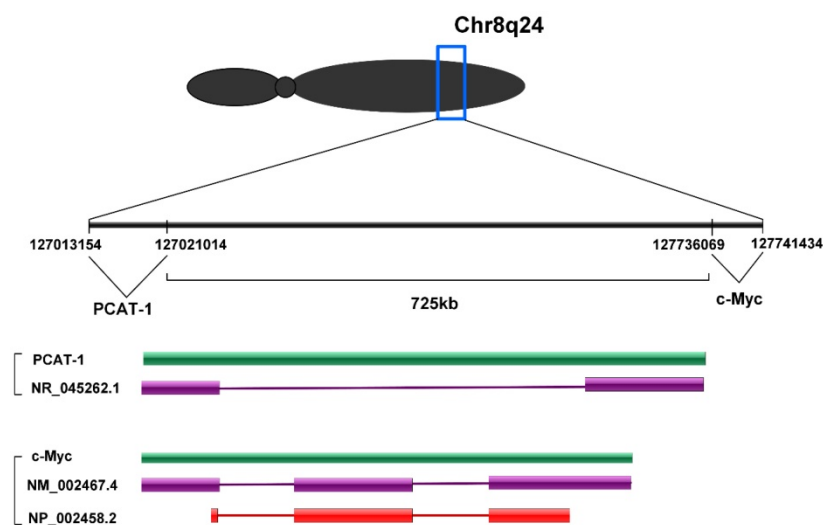 Chr8q24
127013154 127021014 127736069 127741434
PCAT-1 725kb c-Myc
PCAT-1
NR_045262.1
c-Myc
NM_002467.4
NP_002458.2